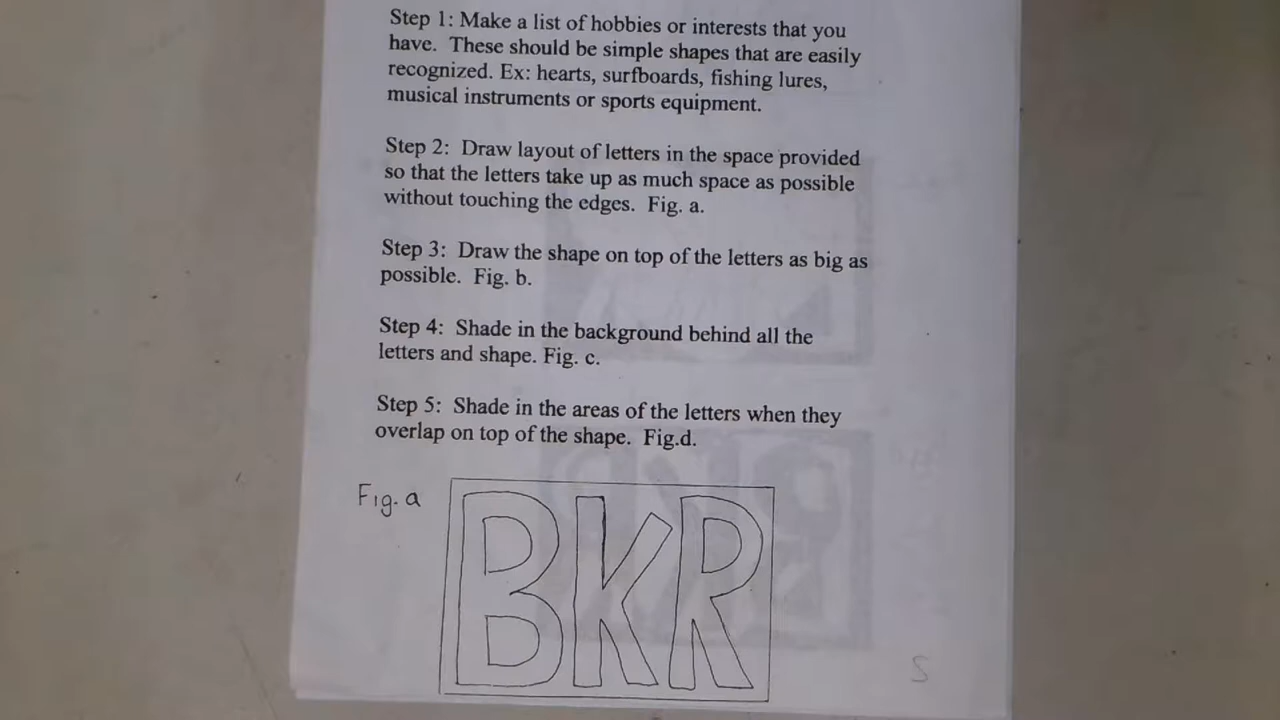 Step 1: Make a list of hobbies or interests that you
have. These should be simple shapes that are easily
recognized. Ex: hearts, surfboards, fishing lures,
musical instruments or sports equipment.
Step 2: Draw layout of letters in the space provided
so that the letters take up as much space as possible
without touching the edges. Fig. a.
Step 3: Draw the shape on top of the letters as big as
possible. Fig. b.
Step 4: Shade in the background behind all the
letters and shape. Fig. c.
Step 5: Shade in the areas of the letters when they
overlap on top of the shape. Fig.d.
Fig. a
BKR
S